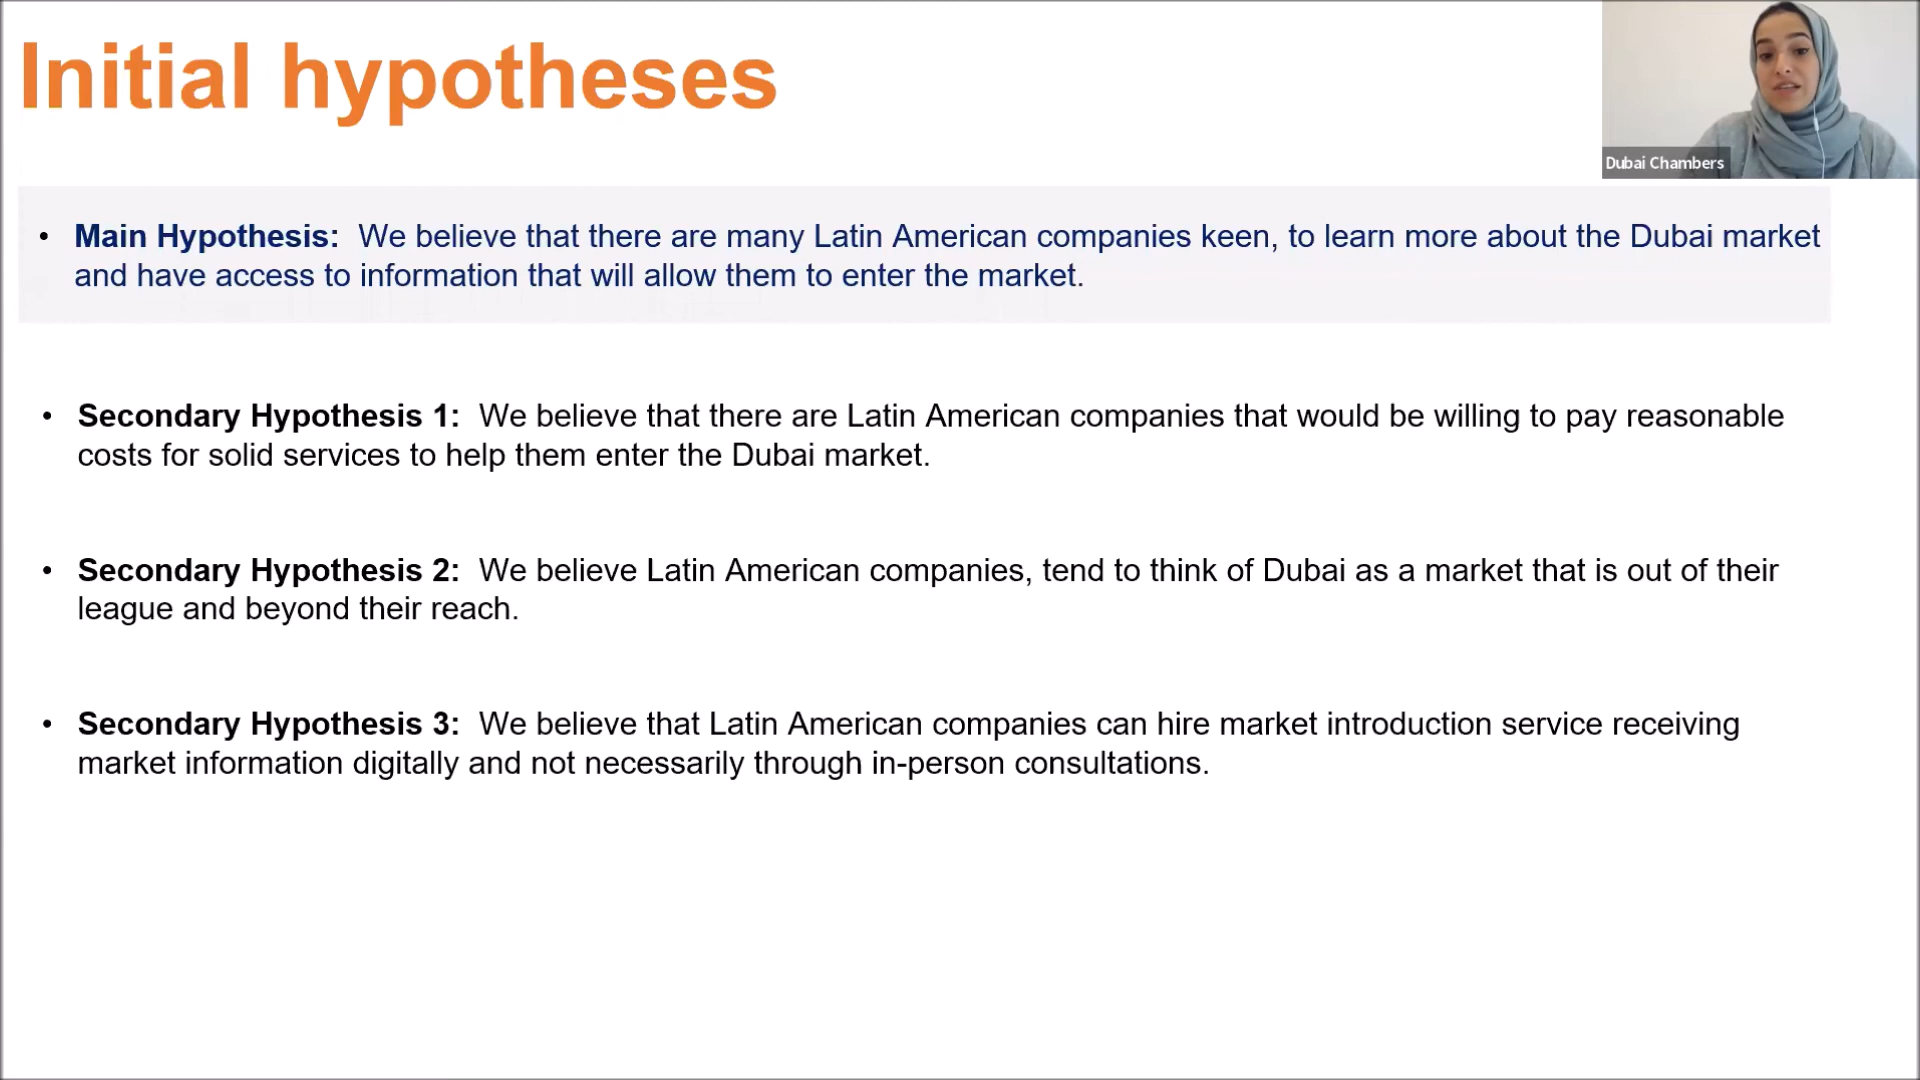 Initial hypotheses
Dubai Chambers
• Main Hypothesis: We believe that there are many Latin American companies keen, to learn more about the Dubai market
and have access to information that will allow them to enter the market.
• Secondary Hypothesis 1: We believe that there are Latin American companies that would be willing to pay reasonable
costs for solid services to help them enter the Dubai market.
• Secondary Hypothesis 2: We believe Latin American companies, tend to think of Dubai as a market that is out of their
league and beyond their reach.
• Secondary Hypothesis 3: We believe that Latin American companies can hire market introduction service receiving
market information digitally and not necessarily through in-person consultations.